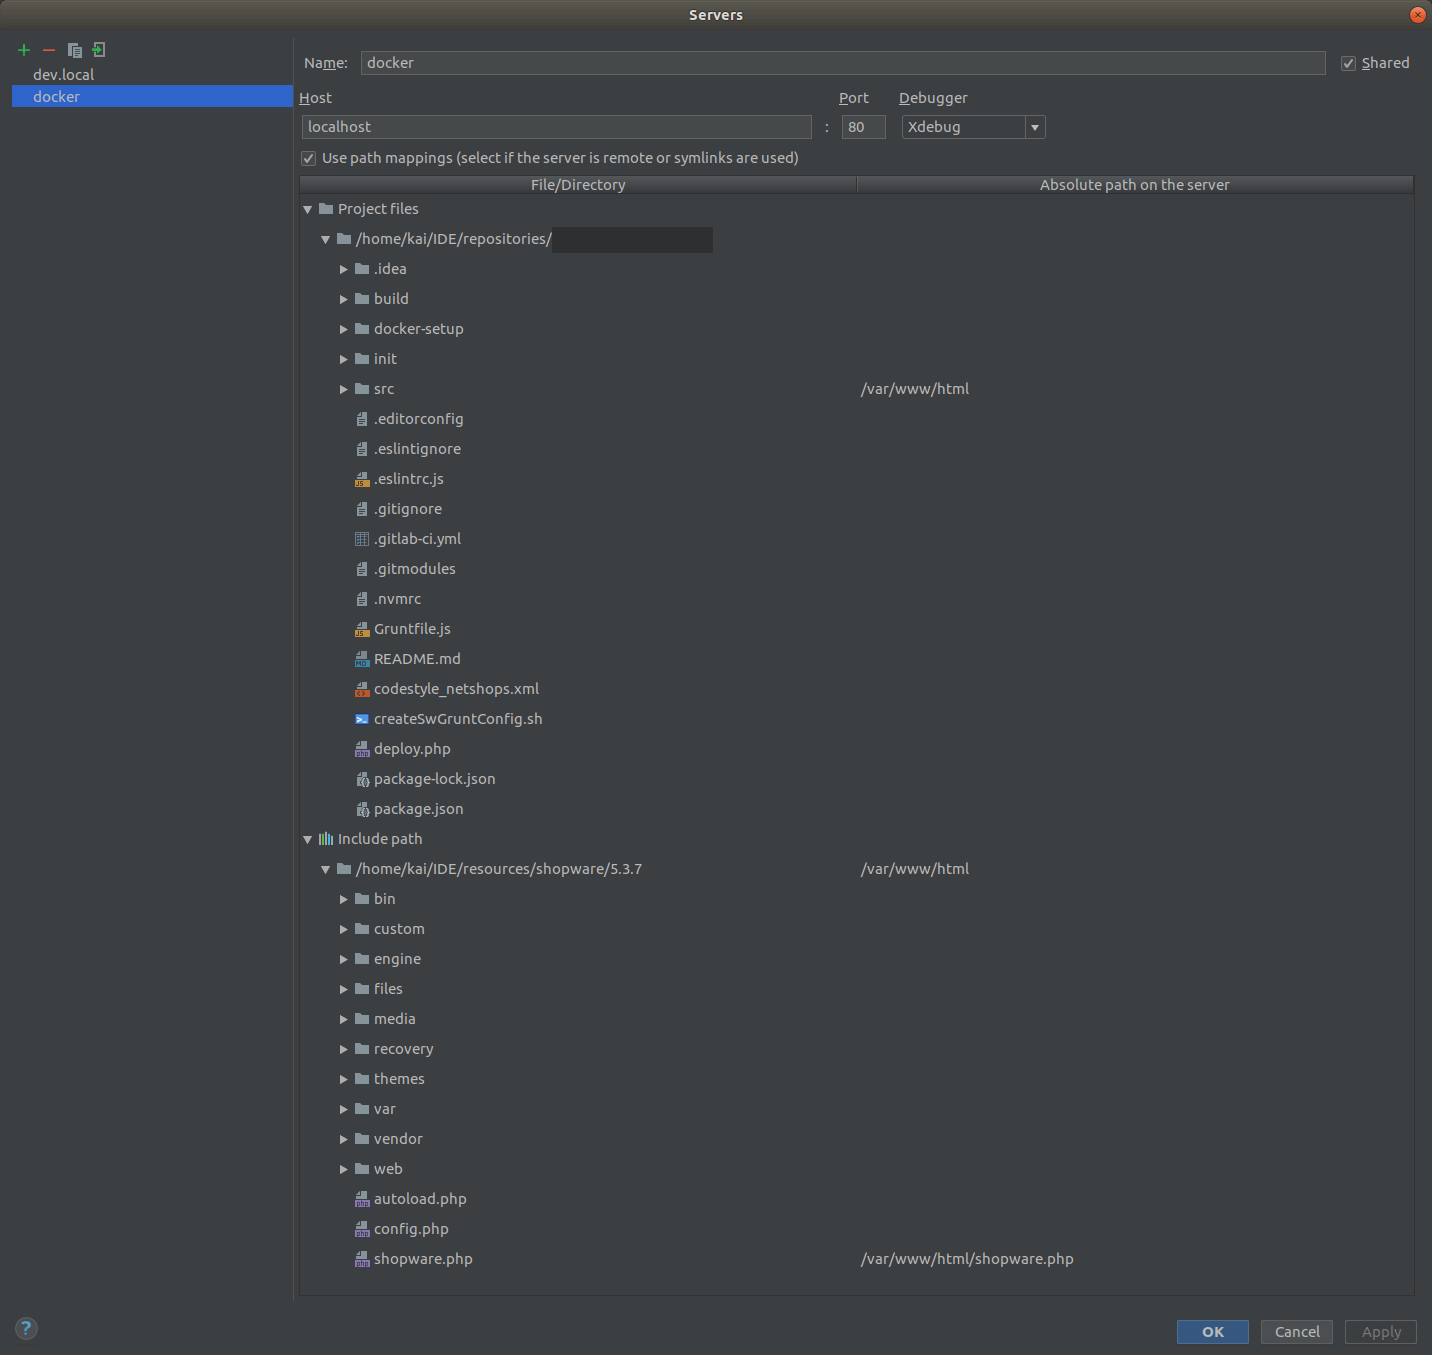 Servers
dev.local
docker
Name: docker Shared
Host Port Debugger
localhost : 80 Xdebug
Use path mappings (select if the server is remote or symlinks are used)
File/Directory Absolute path on the server
Project files
/home/kai/IDE/repositories/
.idea
build
docker-setup
init
src /var/www/html
.editorconfig
.eslintignore
.eslintrc.js
.gitignore
.gitlab-ci.yml
.gitmodules
.nvmrc
Gruntfile.js
README.md
codestyle_netshops.xml
createSwGruntConfig.sh
deploy.php
package-lock.json
package.json
Include path
/home/kai/IDE/resources/shopware/5.3.7 /var/www/html
bin
custom
engine
files
media
recovery
themes
var
vendor
web
autoload.php
config.php
shopware.php /var/www/html/shopware.php
? OK Cancel Apply